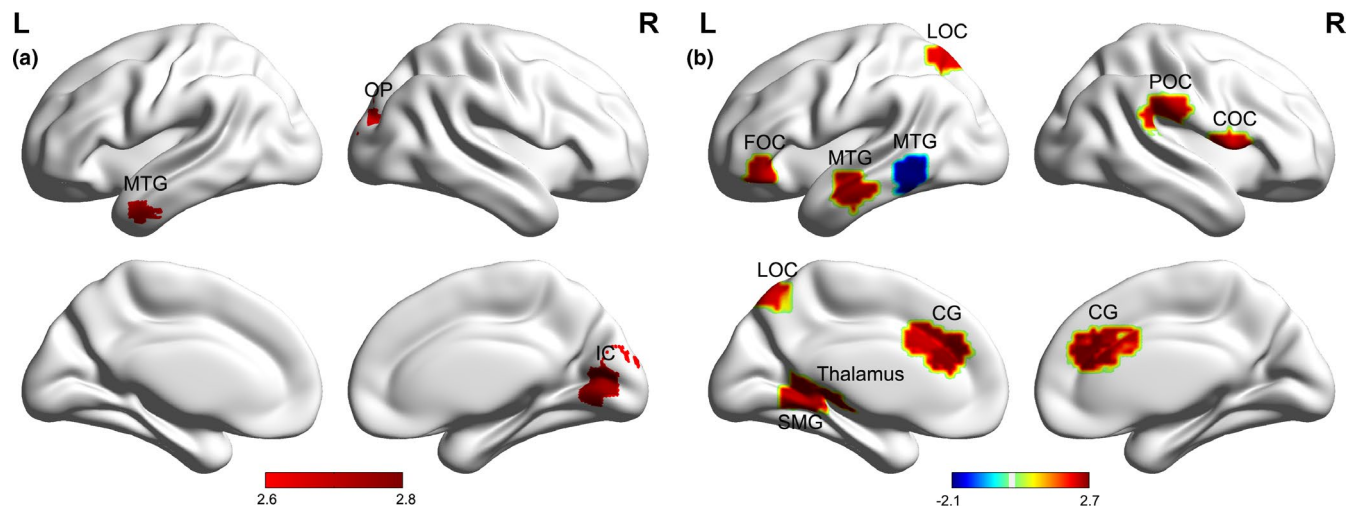 L
R
(a)
OP
MTG
IC
2.6
2.8
L
R
(b)
LOC
POC
COC
FOC
MTG
MTG
LOC
CG
CG
Thalamus
SMG
-2.1
2.7